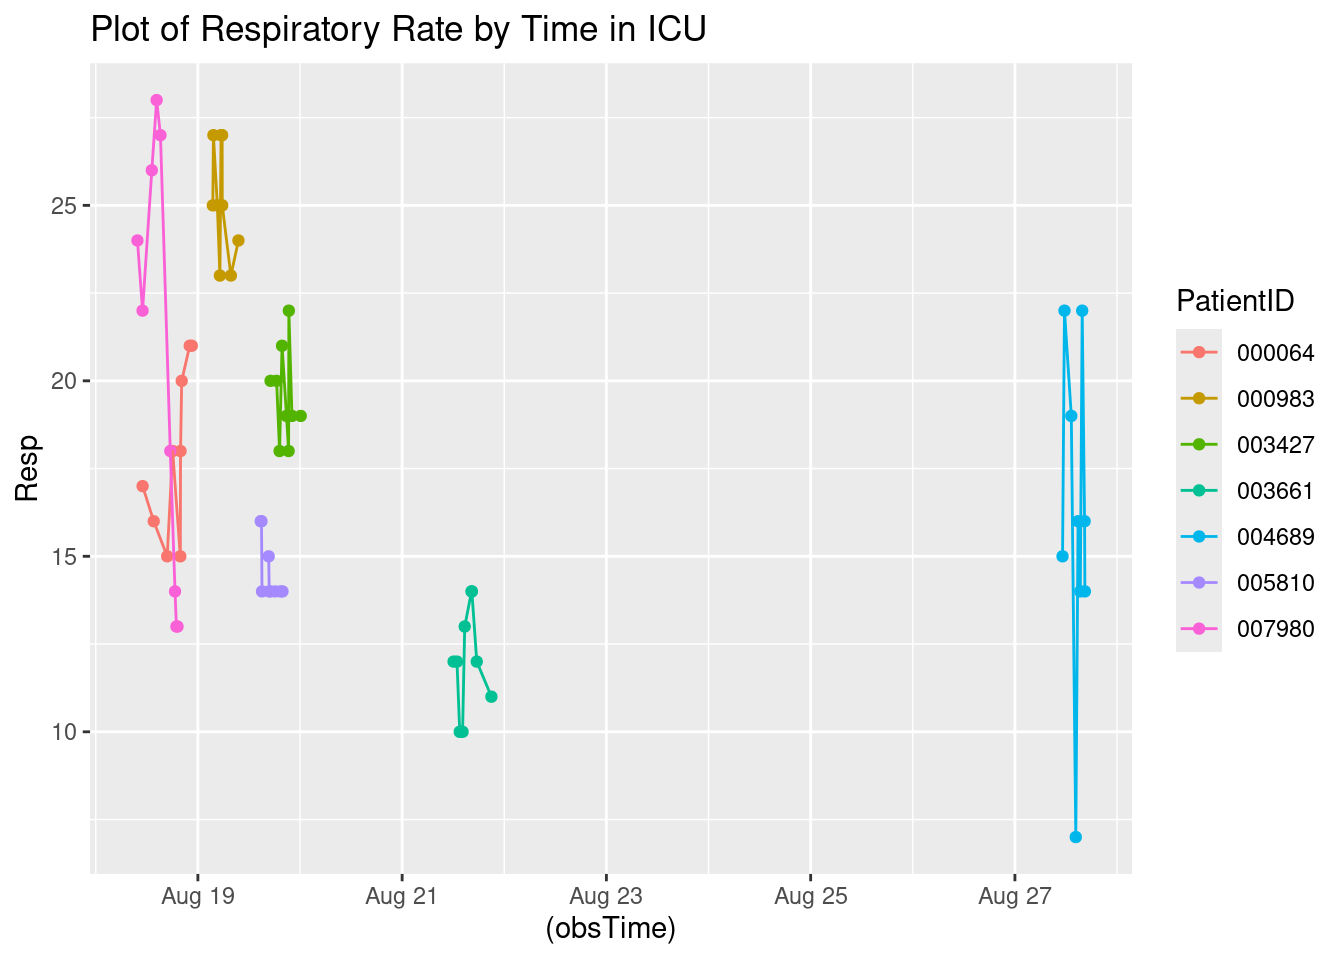 Plot of Respiratory Rate by Time in ICU
Resp
25
20
15
10
Aug 19
Aug 21
Aug 23
Aug 25
Aug 27
(obsTime)
PatientID
000064
000983
003427
003661
004689
005810
007980